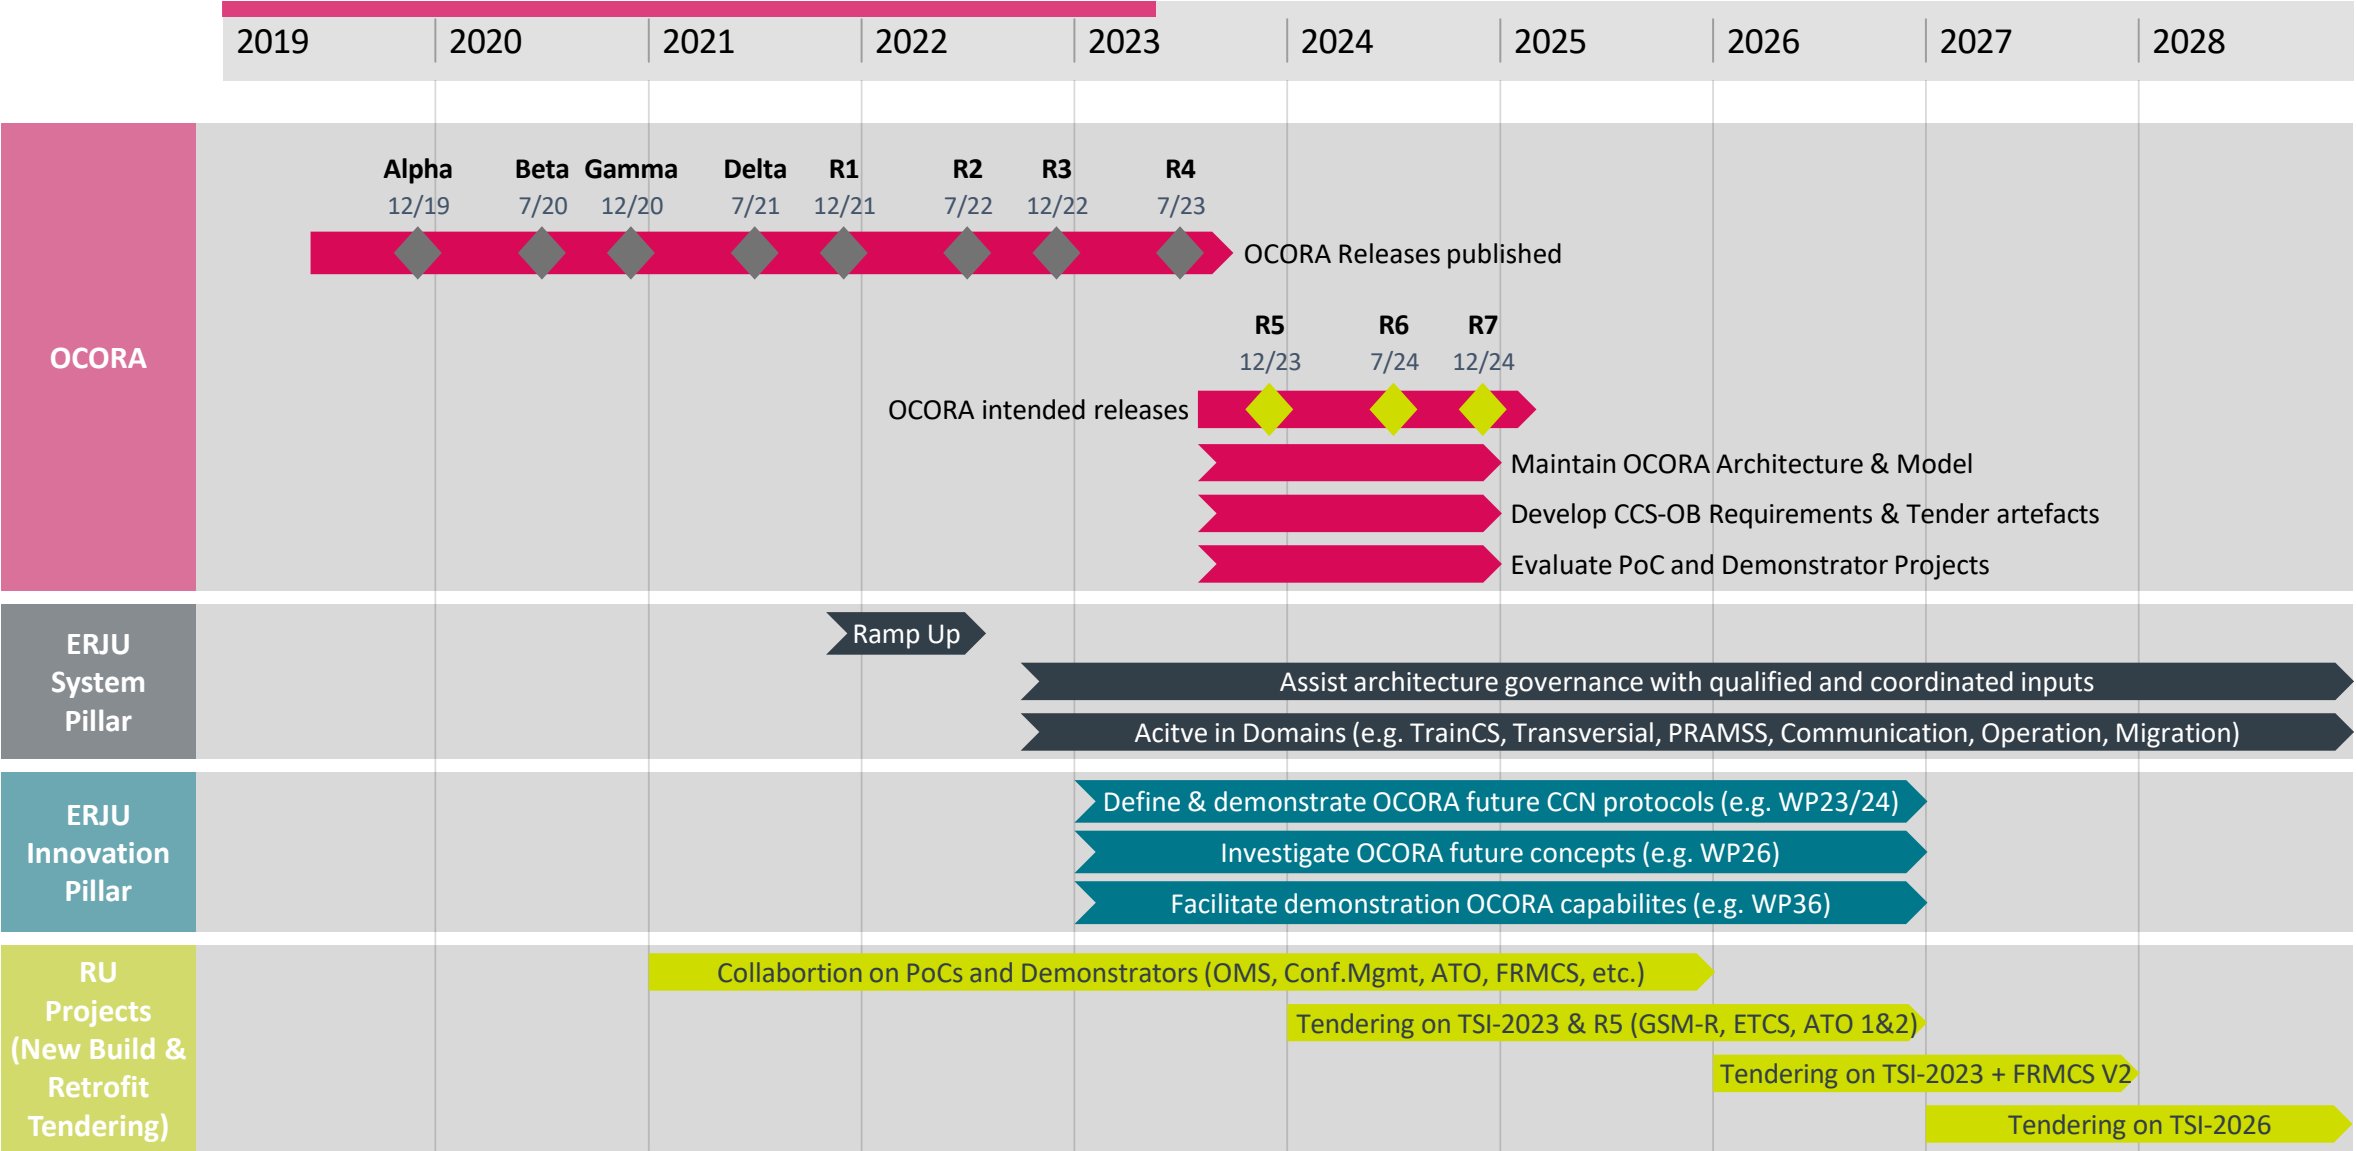 2019 2020 2021 2022 2023 2024 2025 2026 2027 2028
OCORA
Alpha Beta Gamma Delta R1 R2 R3 R4
12/19 7/20 12/20 7/21 12/21 7/22 12/22 7/23
OCORA Releases published
R5 R6 R7
12/23 7/24 12/24
OCORA intended releases
Maintain OCORA Architecture & Model
Develop CCS-OB Requirements & Tender artefacts
Evaluate PoC and Demonstrator Projects
ERJU
System
Pillar
Ramp Up
Assist architecture governance with qualified and coordinated inputs
Acitve in Domains (e.g. TrainCS, Transversial, PRAMSS, Communication, Operation, Migration)
ERJU
Innovation
Pillar
Define & demonstrate OCORA future CCN protocols (e.g. WP23/24)
Investigate OCORA future concepts (e.g. WP26)
Facilitate demonstration OCORA capabilites (e.g. WP36)
RU
Projects
(New Build &
Retrofit
Tendering)
Collabortion on PoCs and Demonstrators (OMS, Conf.Mgmt, ATO, FRMCS, etc.)
Tendering on TSI-2023 & R5 (GSM-R, ETCS, ATO 1&2)
Tendering on TSI-2023 + FRMCS V2
Tendering on TSI-2026